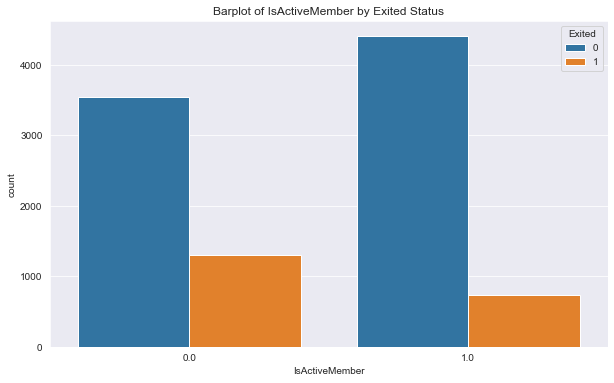 Barplot of IsActiveMember by Exited Status
Exited
0
1
4000
3000
2000
1000
0
count
0.0
1.0
IsActiveMember